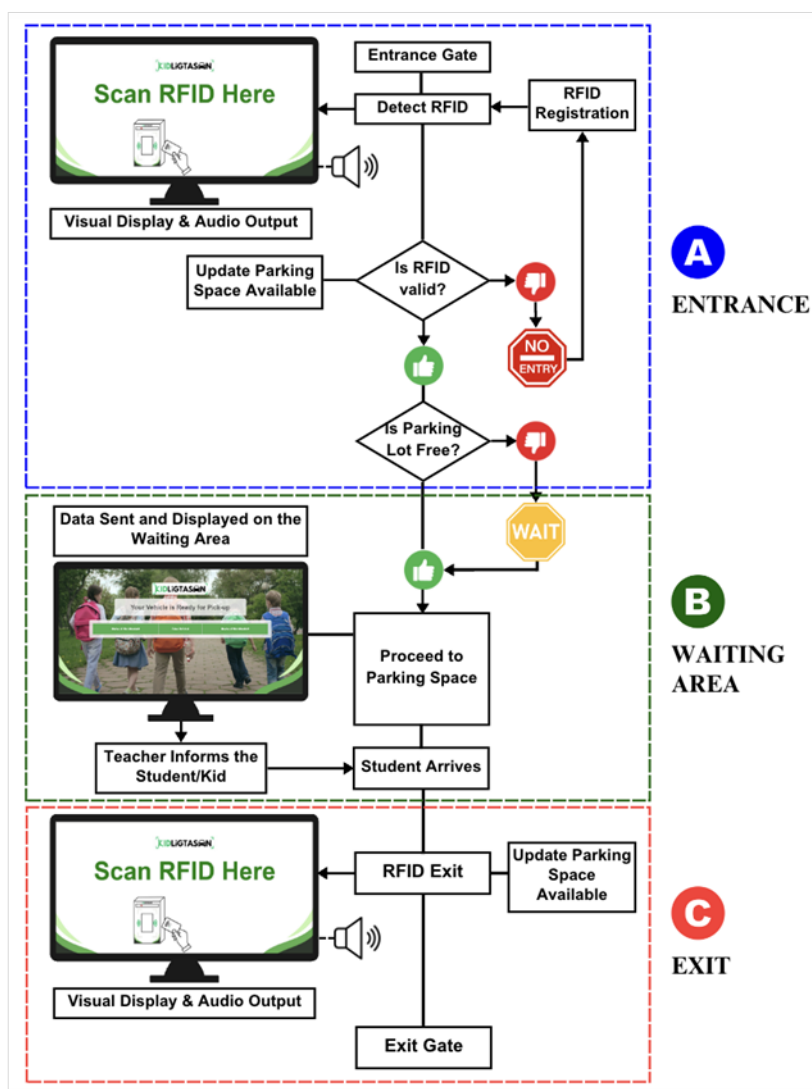 KIDLIGTASAN
Scan RFID Here
Visual Display & Audio Output
Entrance Gate
Detect RFID
RFID
Registration
Update Parking
Space Available
Is RFID
valid?
NO
ENTRY
Is Parking
Lot Free?
A
ENTRANCE
Data Sent and Displayed on the
Waiting Area
KIDLIGTASAN
Your Vehicle is Ready for Pick-up
WAIT
Proceed to
Parking Space
Teacher Informs the
Student/Kid
Student Arrives
B
WAITING
AREA
KIDLIGTASAN
Scan RFID Here
Visual Display & Audio Output
RFID Exit
Update Parking
Space
Available
Exit Gate
C
EXIT